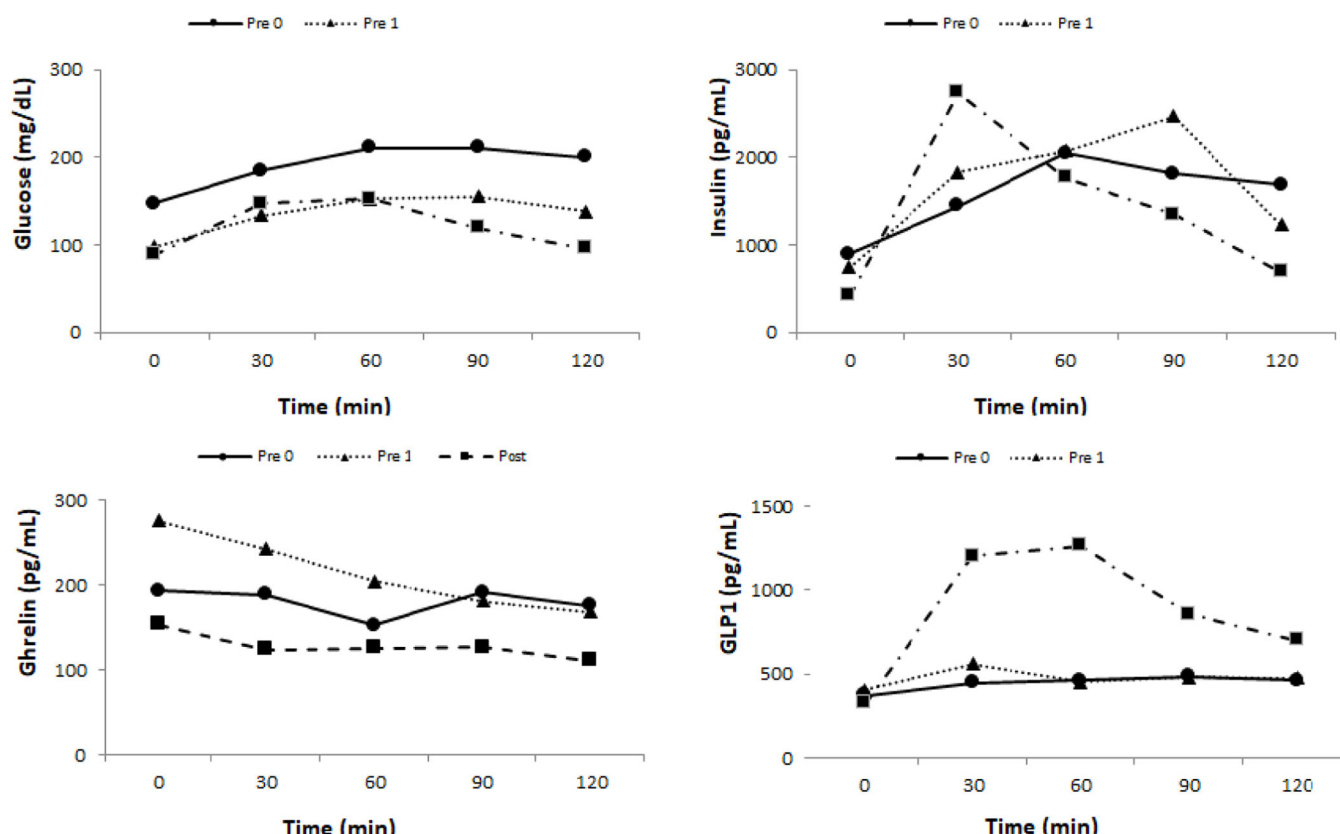 Pre 0 Pre 1
Glucose (mg/dL)
300
200
100
0
0 30 60 90 120
Time (min)
Pre 0 Pre 1
Insulin (pg/mL)
3000
2000
1000
0
0 30 60 90 120
Time (min)
Pre 0 Pre 1 Post
Ghrelin (pg/mL)
300
200
100
0
0 30 60 90 120
Time (min)
Pre 0 Pre 1
GLP1 (pg/mL)
1500
1000
500
0
0 30 60 90 120
Time (min)